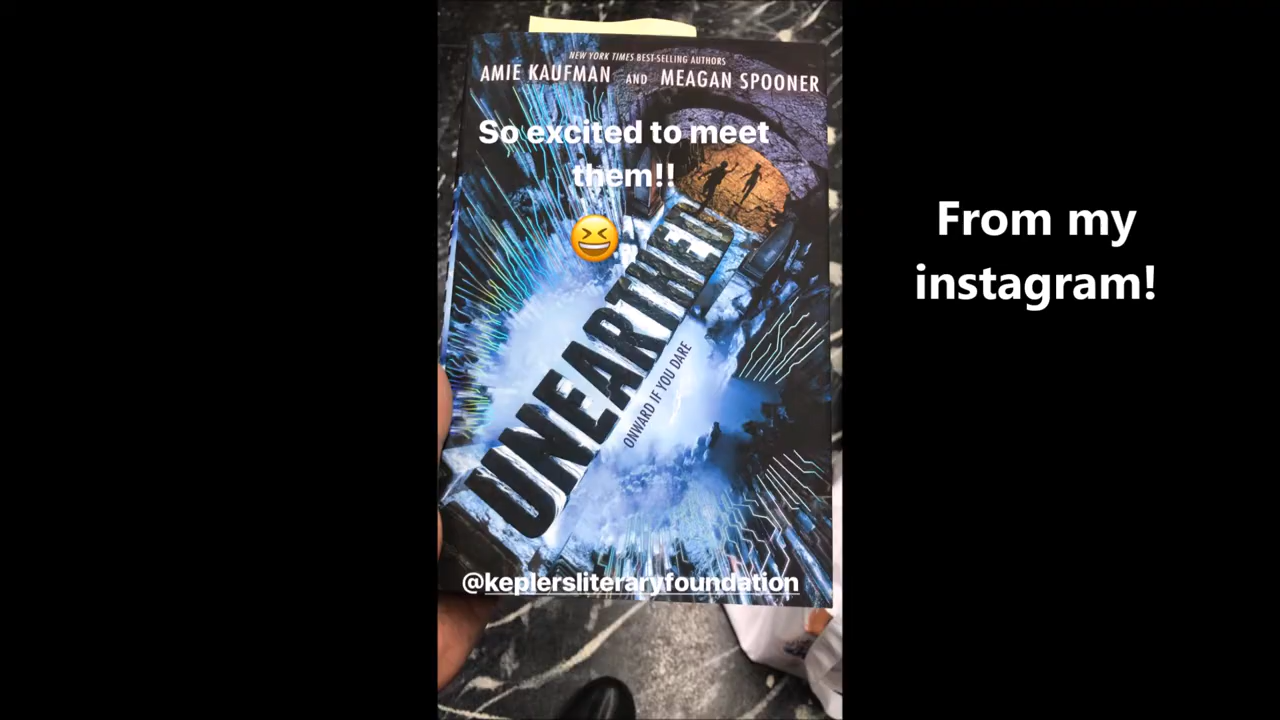 NEW YORK TIMES BEST-SELLING AUTHORS
AMIE KAUFMAN AND MEAGAN SPOONER
So excited to meet
them!!
UNEARTHED
ONWARD IF YOU DARE
@keplersliteraryfoundation
From my
instagram!